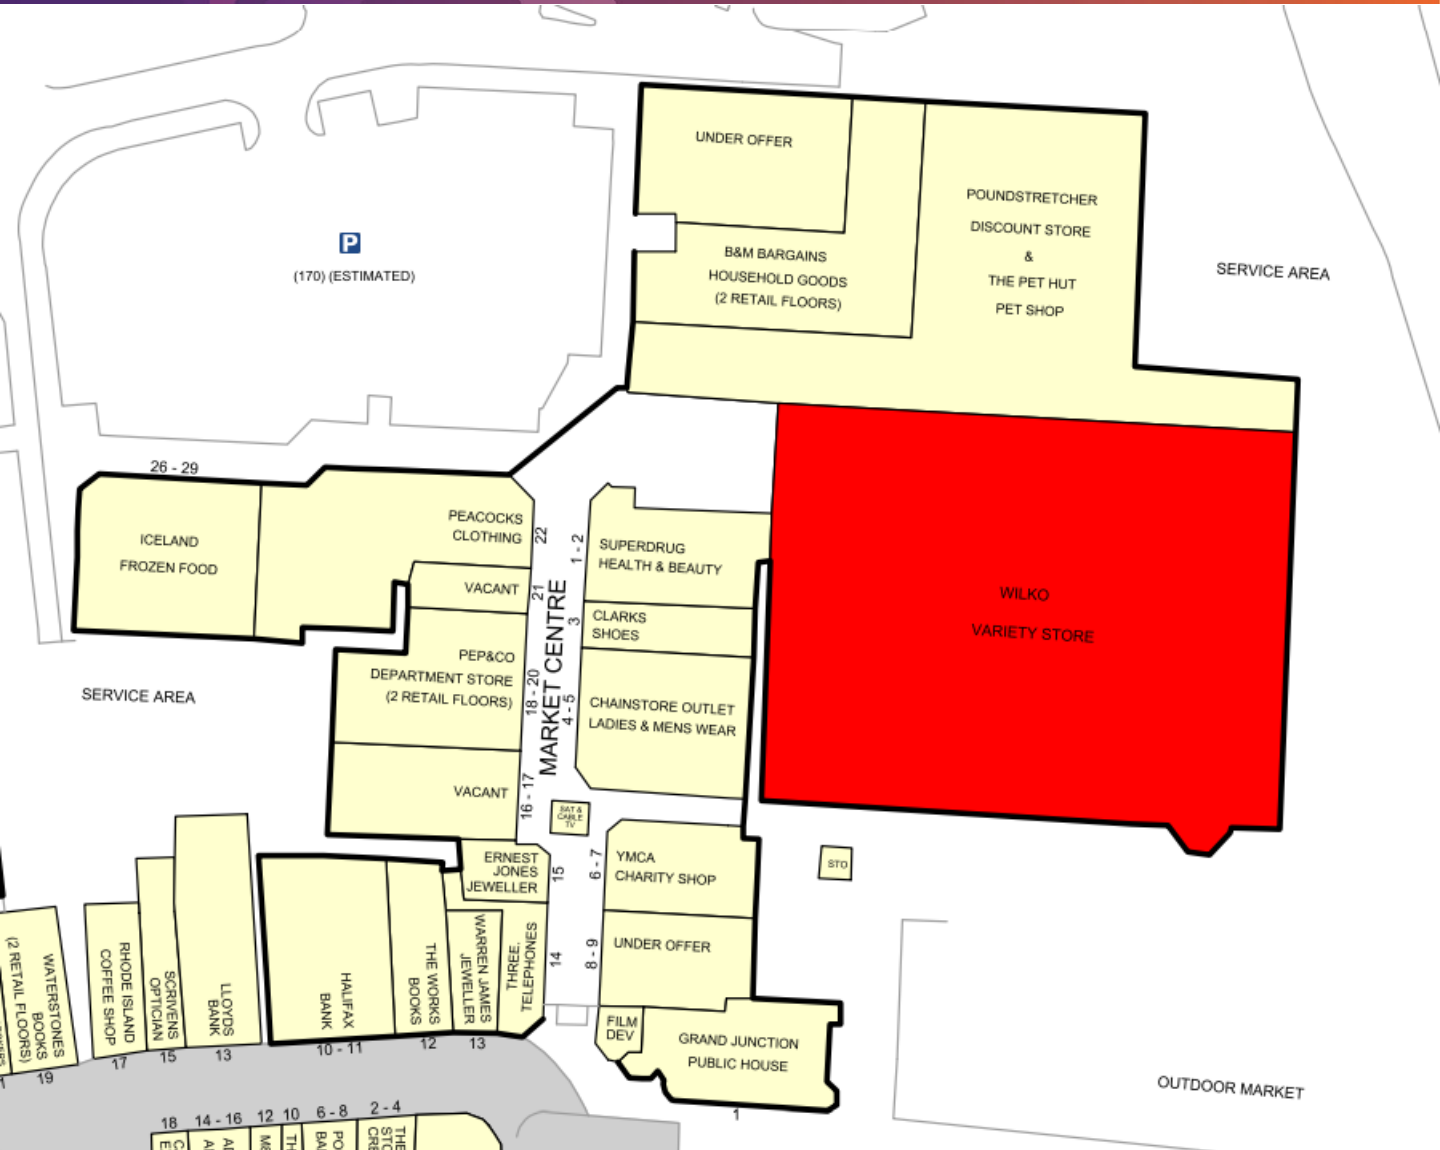 UNDER OFFER
POUNDSTRETCHER
DISCOUNT STORE
&
THE PET HUT
PET SHOP
B&M BARGAINS
HOUSEHOLD GOODS
(2 RETAIL FLOORS)
SERVICE AREA
P
(170) (ESTIMATED)
26 - 29
ICELAND
FROZEN FOOD
PEACOCKS
CLOTHING
22
VACANT
21
PEP&CO
DEPARTMENT STORE
(2 RETAIL FLOORS)
18 - 20
VACANT
16 - 17
MARKET CENTRE
1 - 2
SUPERDRUG
HEALTH & BEAUTY
3
CLARKS
SHOES
4 - 5
CHAINSTORE OUTLET
LADIES & MENS WEAR
WILKO
VARIETY STORE
SERVICE AREA
SAT &
CABLE
TV
ERNEST
JONES
JEWELLER
15
6 - 7
YMCA
CHARITY SHOP
STO
UNDER OFFER
8 - 9
14
THREE.
TELEPHONES
WARREN JAMES
JEWELLER
13
THE WORKS
BOOKS
12
HALIFAX
BANK
10 - 11
LLOYDS
BANK
13
SCRIVENS
OPTICIAN
15
RHODE ISLAND
COFFEE SHOP
17
WATERSTONES
BOOKS
(2 RETAIL FLOORS)
19
FILM
DEV
GRAND JUNCTION
PUBLIC HOUSE
1
OUTDOOR MARKET
18
14 - 16
12
10
6 - 8
2 - 4